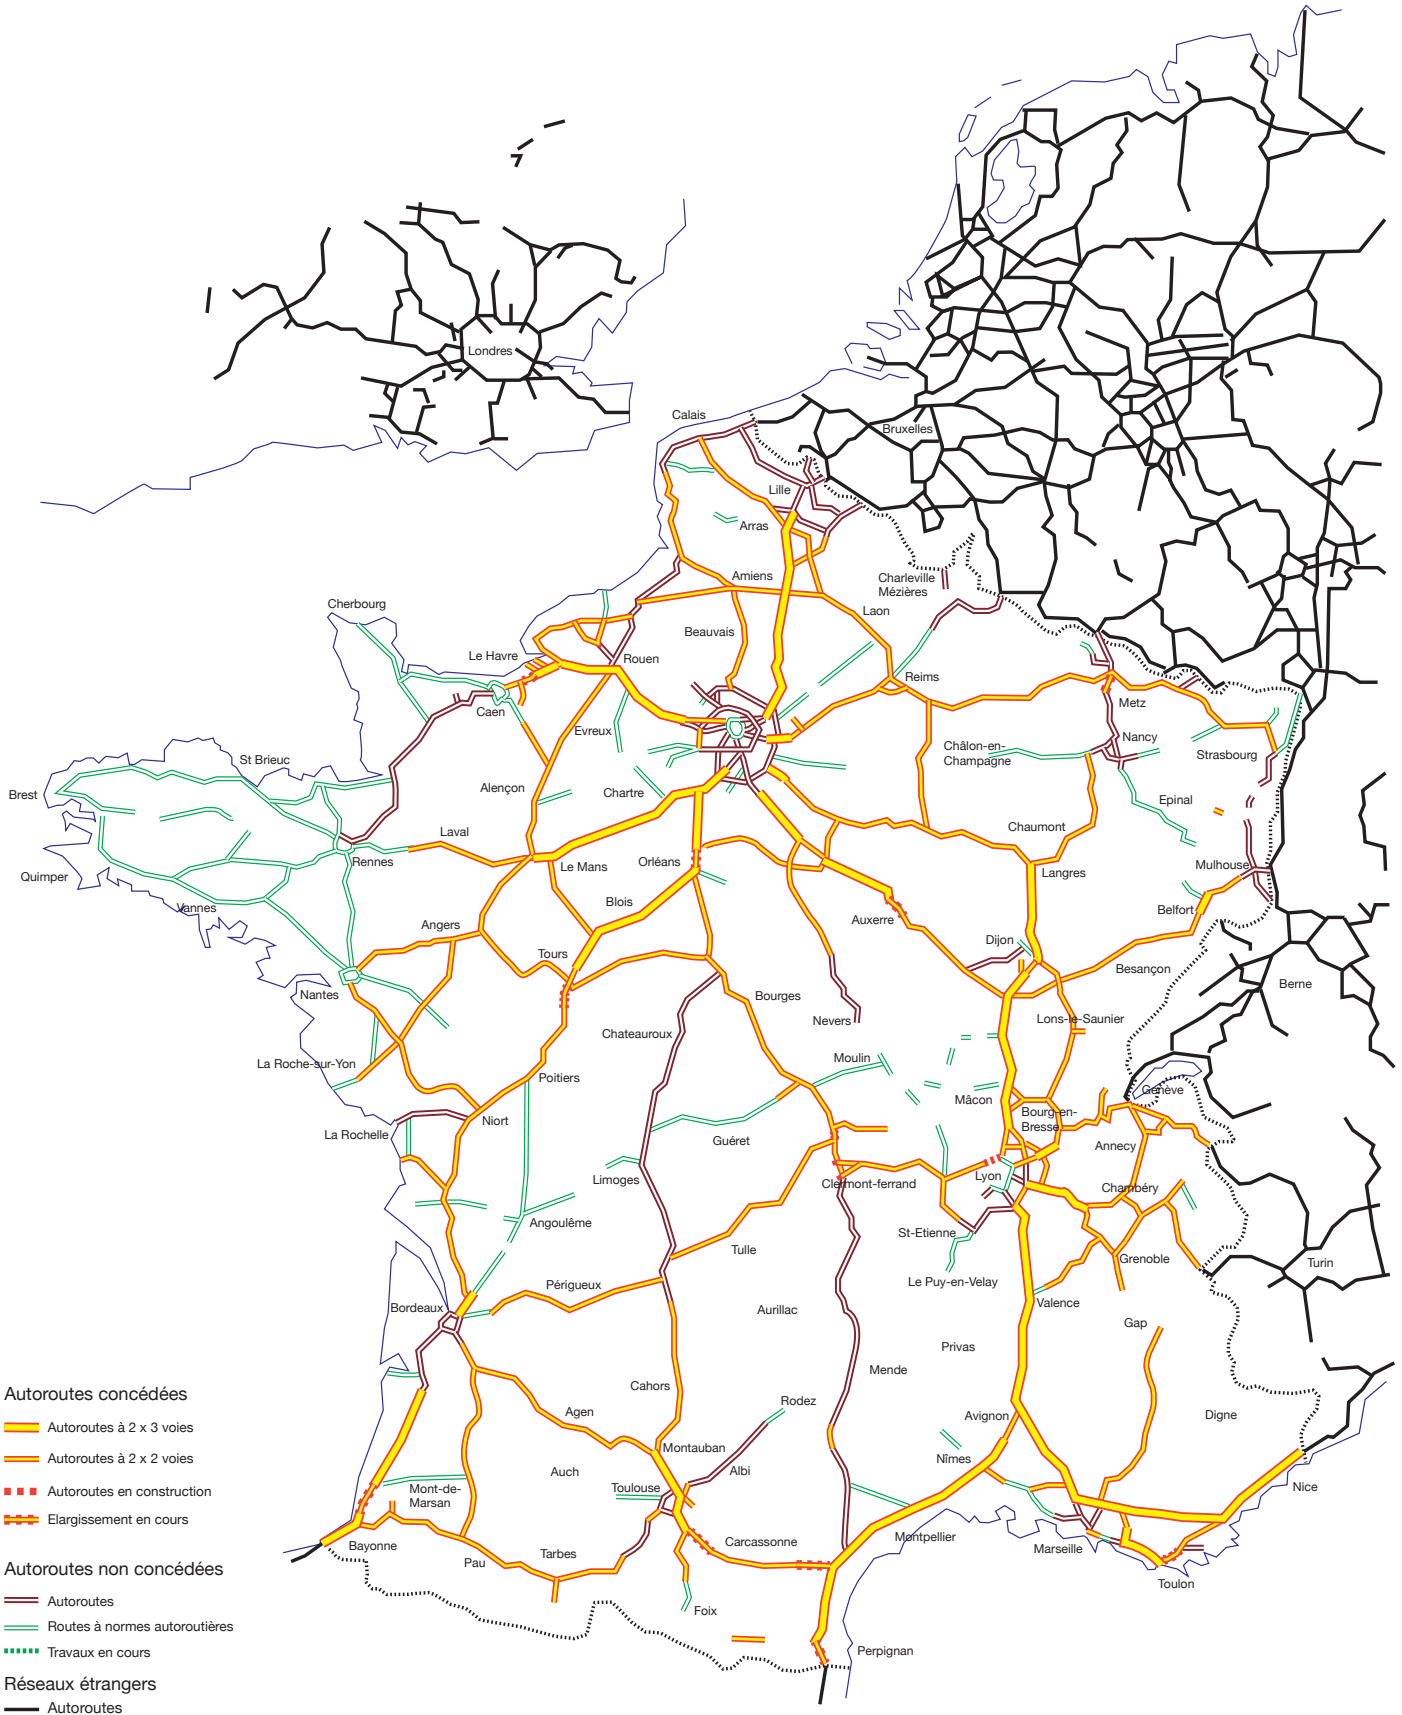 Londres
Calais
Bruxelles
Lille
Arras
Amiens
Charleville
Mézières
Cherbourg
Laon
Beauvais
Le Havre
Rouen
Reims
Caen
Metz
Evreux
Nancy
Châlon-en-
Champagne
Strasbourg
St Brieuc
Brest
Alençon
Chartre
Epinal
Laval
Chaumont
Rennes
Le Mans
Orléans
Mulhouse
Langres
Quimper
Vannes
Blois
Belfort
Angers
Auxerre
Tours
Dijon
Besançon
Berne
Nantes
Bourges
Nevers
Lons-le-Saunier
Chateauroux
La Roche-sur-Yon
Moulin
Poitiers
Genève
Mâcon
Bourg-en-
Bresse
Niort
La Rochelle
Guéret
Annecy
Limoges
Clermont-ferrand
Lyon
Chambéry
Angoulême
St-Etienne
Tulle
Grenoble
Turin
Le Puy-en-Velay
Périgueux
Bordeaux
Aurillac
Valence
Gap
Privas
Mende
Cahors
Rodez
Agen
Avignon
Digne
Montauban
Nîmes
Auch
Albi
Toulouse
Mont-de-
Marsan
Nice
Montpellier
Carcassonne
Bayonne
Marseille
Tarbes
Pau
Toulon
Foix
Perpignan
Autoroutes concédées
Autoroutes à 2 x 3 voies
Autoroutes à 2 x 2 voies
Autoroutes en construction
Elargissement en cours
Autoroutes non concédées
Autoroutes
Routes à normes autoroutières
Travaux en cours
Réseaux étrangers
Autoroutes